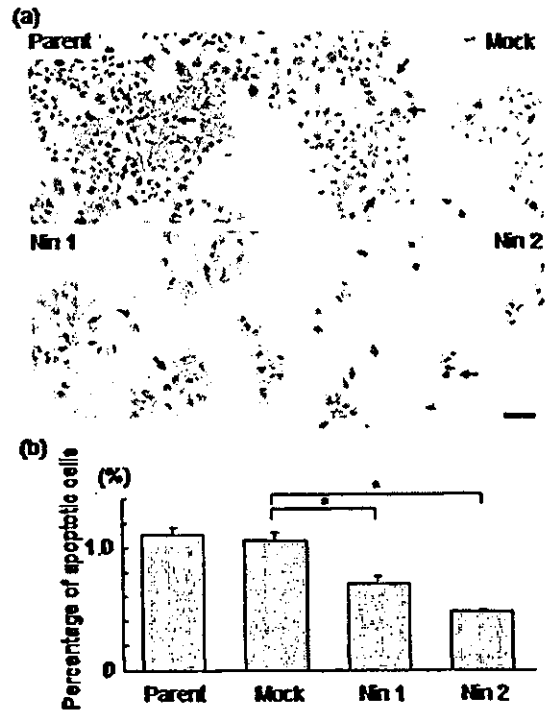 (a)
Parent
Mock
Nin 1
Nin 2
(b)
(%)
Percentage of apoptotic cells
*
*
1.0
0
Parent Mock Nin 1 Nin 2